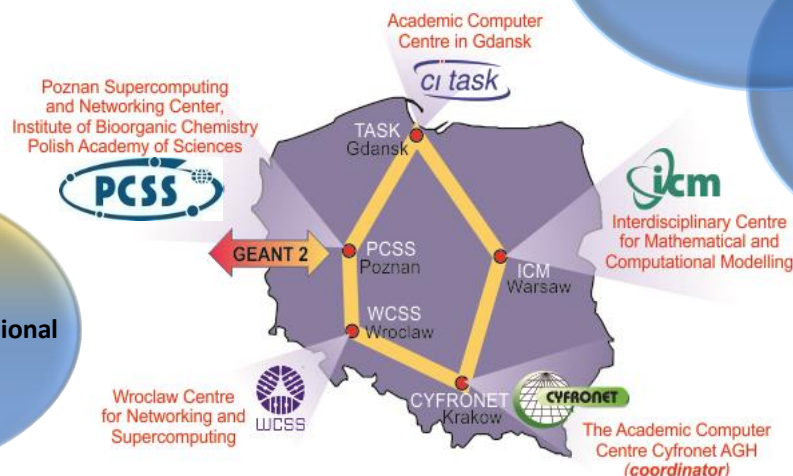 Academic Computer
Centre in Gdansk
ci task
Poznan Supercomputing
and Networking Center,
Institute of Bioorganic Chemistry
Polish Academy of Sciences
PCSS
TASK
Gdansk
icm
Interdisciplinary Centre
for Mathematical and
Computational Modelling
GEANT 2
PCSS
Poznan
ICM
Warsaw
WCSS
Wroclaw
ional
Wroclaw Centre
for Networking and
Supercomputing
WCSS
CYFRONET
Krakow
CYFRONET
The Academic Computer
Centre Cyfronet AGH
(coordinator)